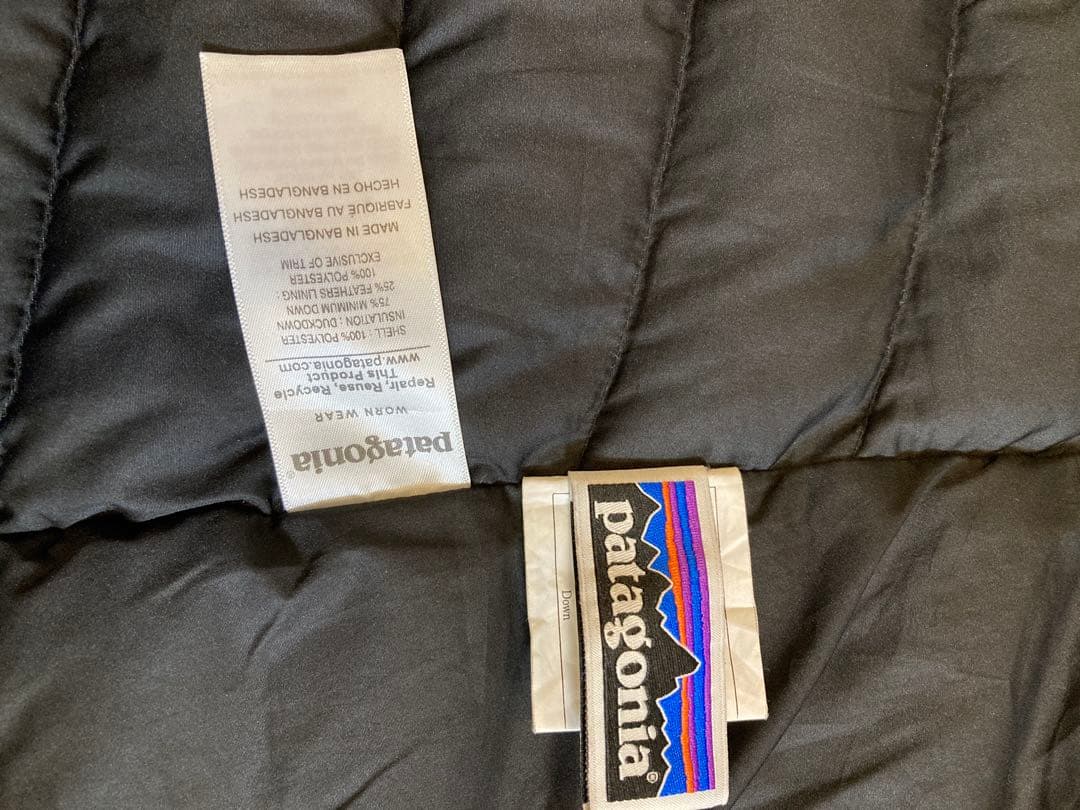 patagonia®
WORN WEAR
Repair, Reuse, Recycle
This Product
www.patagonia.com
SHELL : 100% POLYESTER
INSULATION : DUCKDOWN
75% MINIMUM DOWN
25% FEATHERS LINING :
100% POLYESTER
EXCLUSIVE OF TRIM
MADE IN BANGLADESH
FABRIQUÉ AU BANGLADESH
HECHO EN BANGLADESH
patagonia®
Down